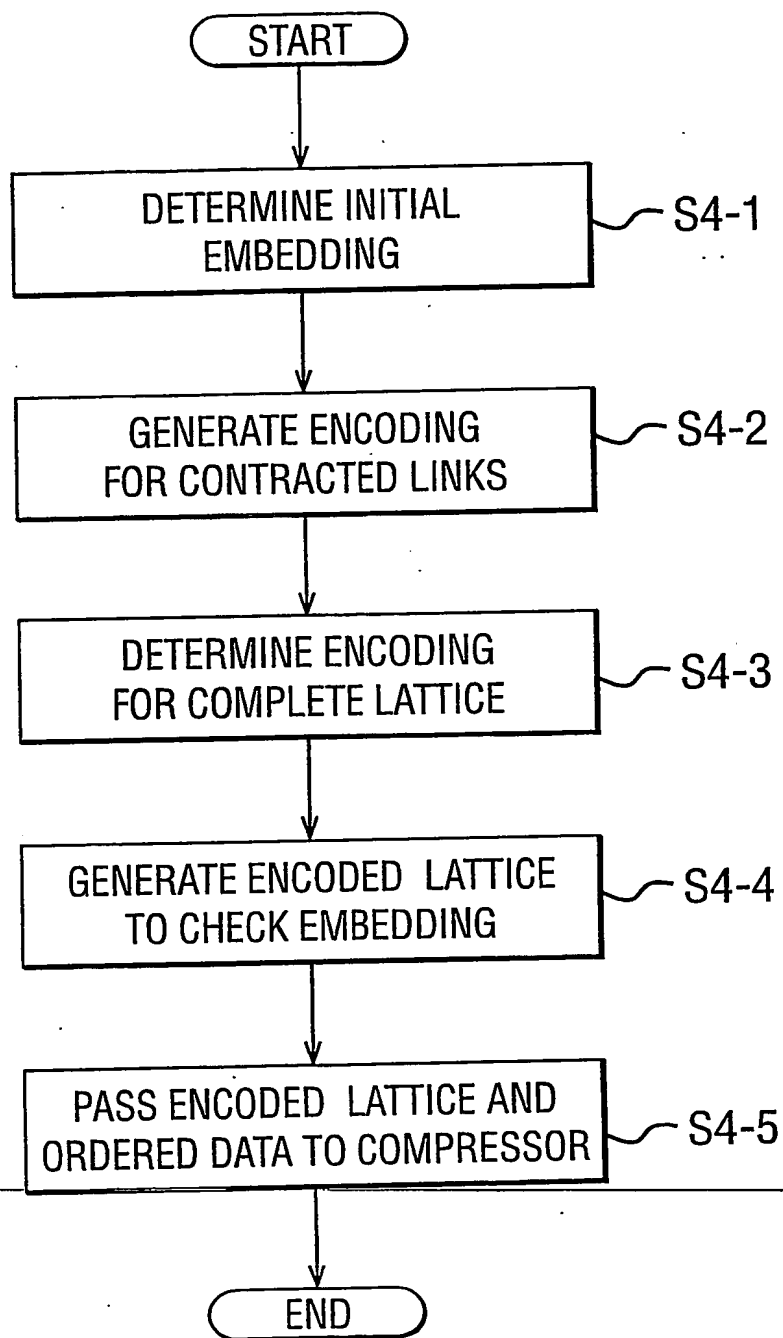 START
DETERMINE INITIAL
EMBEDDING
S4-1
GENERATE ENCODING
FOR CONTRACTED LINKS
S4-2
DETERMINE ENCODING
FOR COMPLETE LATTICE
S4-3
GENERATE ENCODED LATTICE
TO CHECK EMBEDDING
S4-4
PASS ENCODED LATTICE AND
ORDERED DATA TO COMPRESSOR
S4-5
END